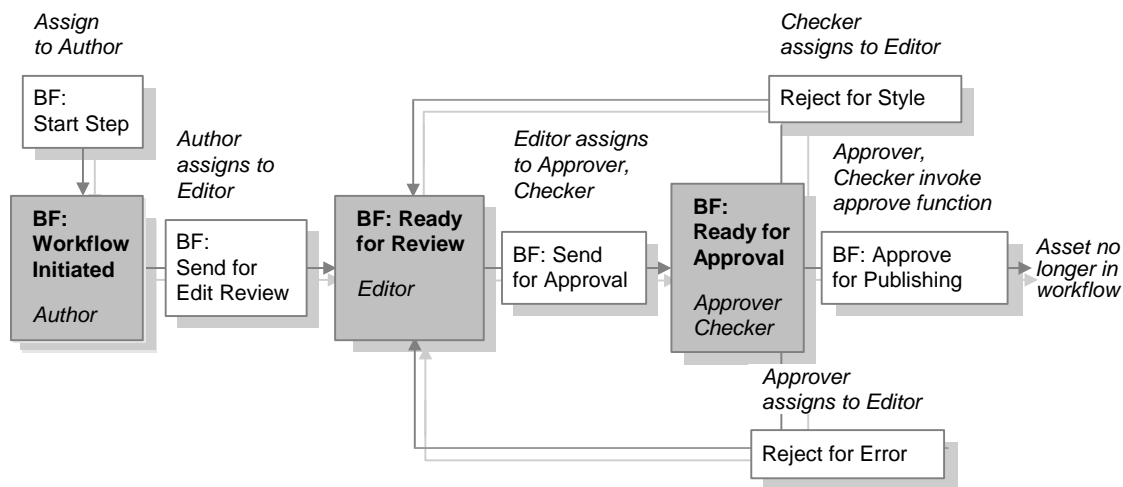 Assign
to Author
BF:
Start Step
Author
assigns to
Editor
BF:
Workflow
Initiated
Author
BF:
Send for
Edit Review
BF: Ready
for Review
Editor
Editor assigns
to Approver,
Checker
BF: Send
for Approval
Checker
assigns to Editor
Reject for Style
BF:
Ready for
Approval
Approver
Checker
Approver,
Checker invoke
approve function
BF: Approve
for Publishing
Asset no
longer in
workflow
Approver
assigns to Editor
Reject for Error